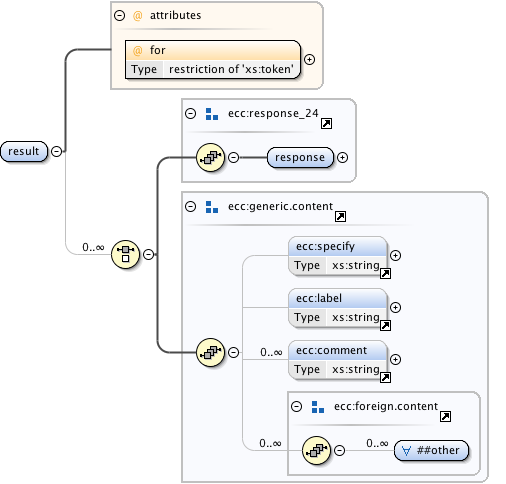 @ attributes
@ for
Type restriction of 'xs:token'
result
ecc:response_24
response
ecc:generic.content
0..∞
ecc:specify
Type xs:string
ecc:label
Type xs:string
0..∞ ecc:comment
Type xs:string
ecc:foreign.content
0..∞ 0..∞ ∀ ##other